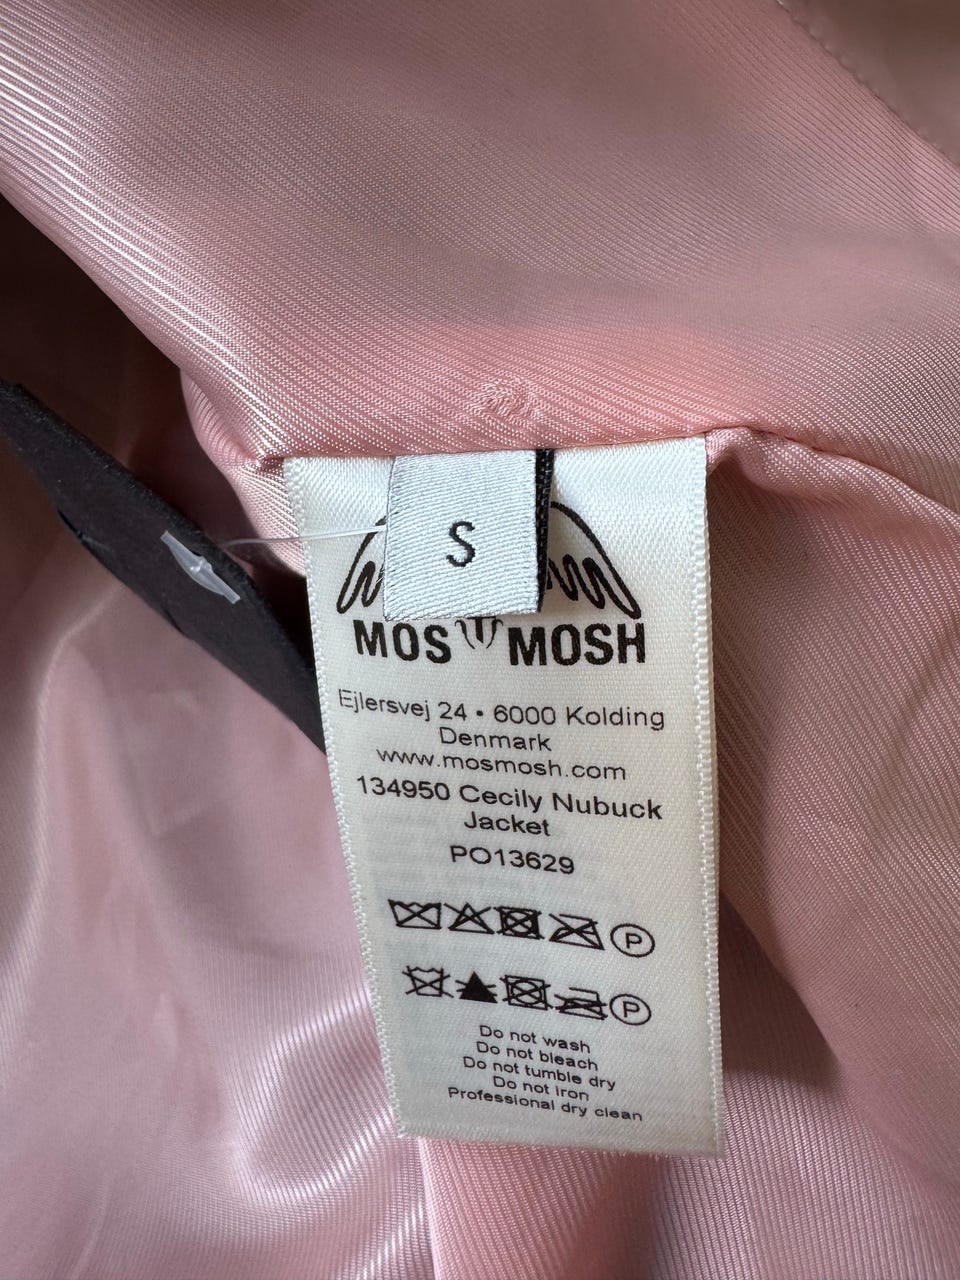 S
MOS MOSH
Ejlersvej 24 • 6000 Kolding
Denmark
www.mosmosh.com
134950 Cecily Nubuck
Jacket
PO13629
P
P
Do not wash
Do not bleach
Do not tumble dry
Do not iron
Professional dry clean